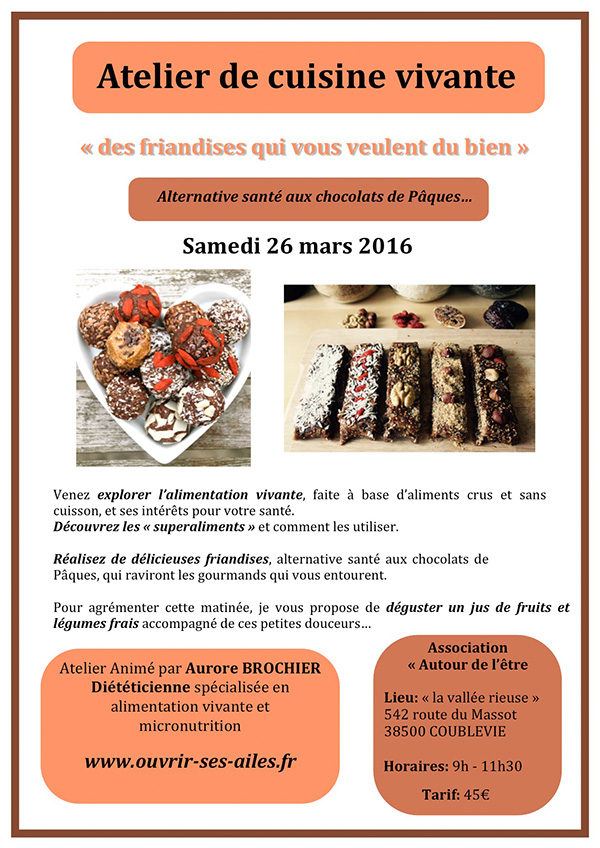 Atelier de cuisine vivante
« des friandises qui vous veulent du bien »
Alternative santé aux chocolats de Pâques…
Samedi 26 mars 2016
Venez explorer l’alimentation vivante, faite à base d’aliments crus et sans
cuisson, et ses intérêts pour votre santé.
Découvrez les « superaliments » et comment les utiliser.
Réalisez de délicieuses friandises, alternative santé aux chocolats de
Pâques, qui raviront les gourmands qui vous entourent.
Pour agrémenter cette matinée, je vous propose de déguster un jus de fruits et
légumes frais accompagné de ces petites douceurs…
Atelier Animé par Aurore BROCHIER
Diététicienne spécialisée en
alimentation vivante et
micronutrition
www.ouvrir-ses-ailes.fr
Association
« Autour de l’être
Lieu: « la vallée rieuse »
542 route du Massot
38500 COUBLEVIE
Horaires: 9h - 11h30
Tarif: 45€